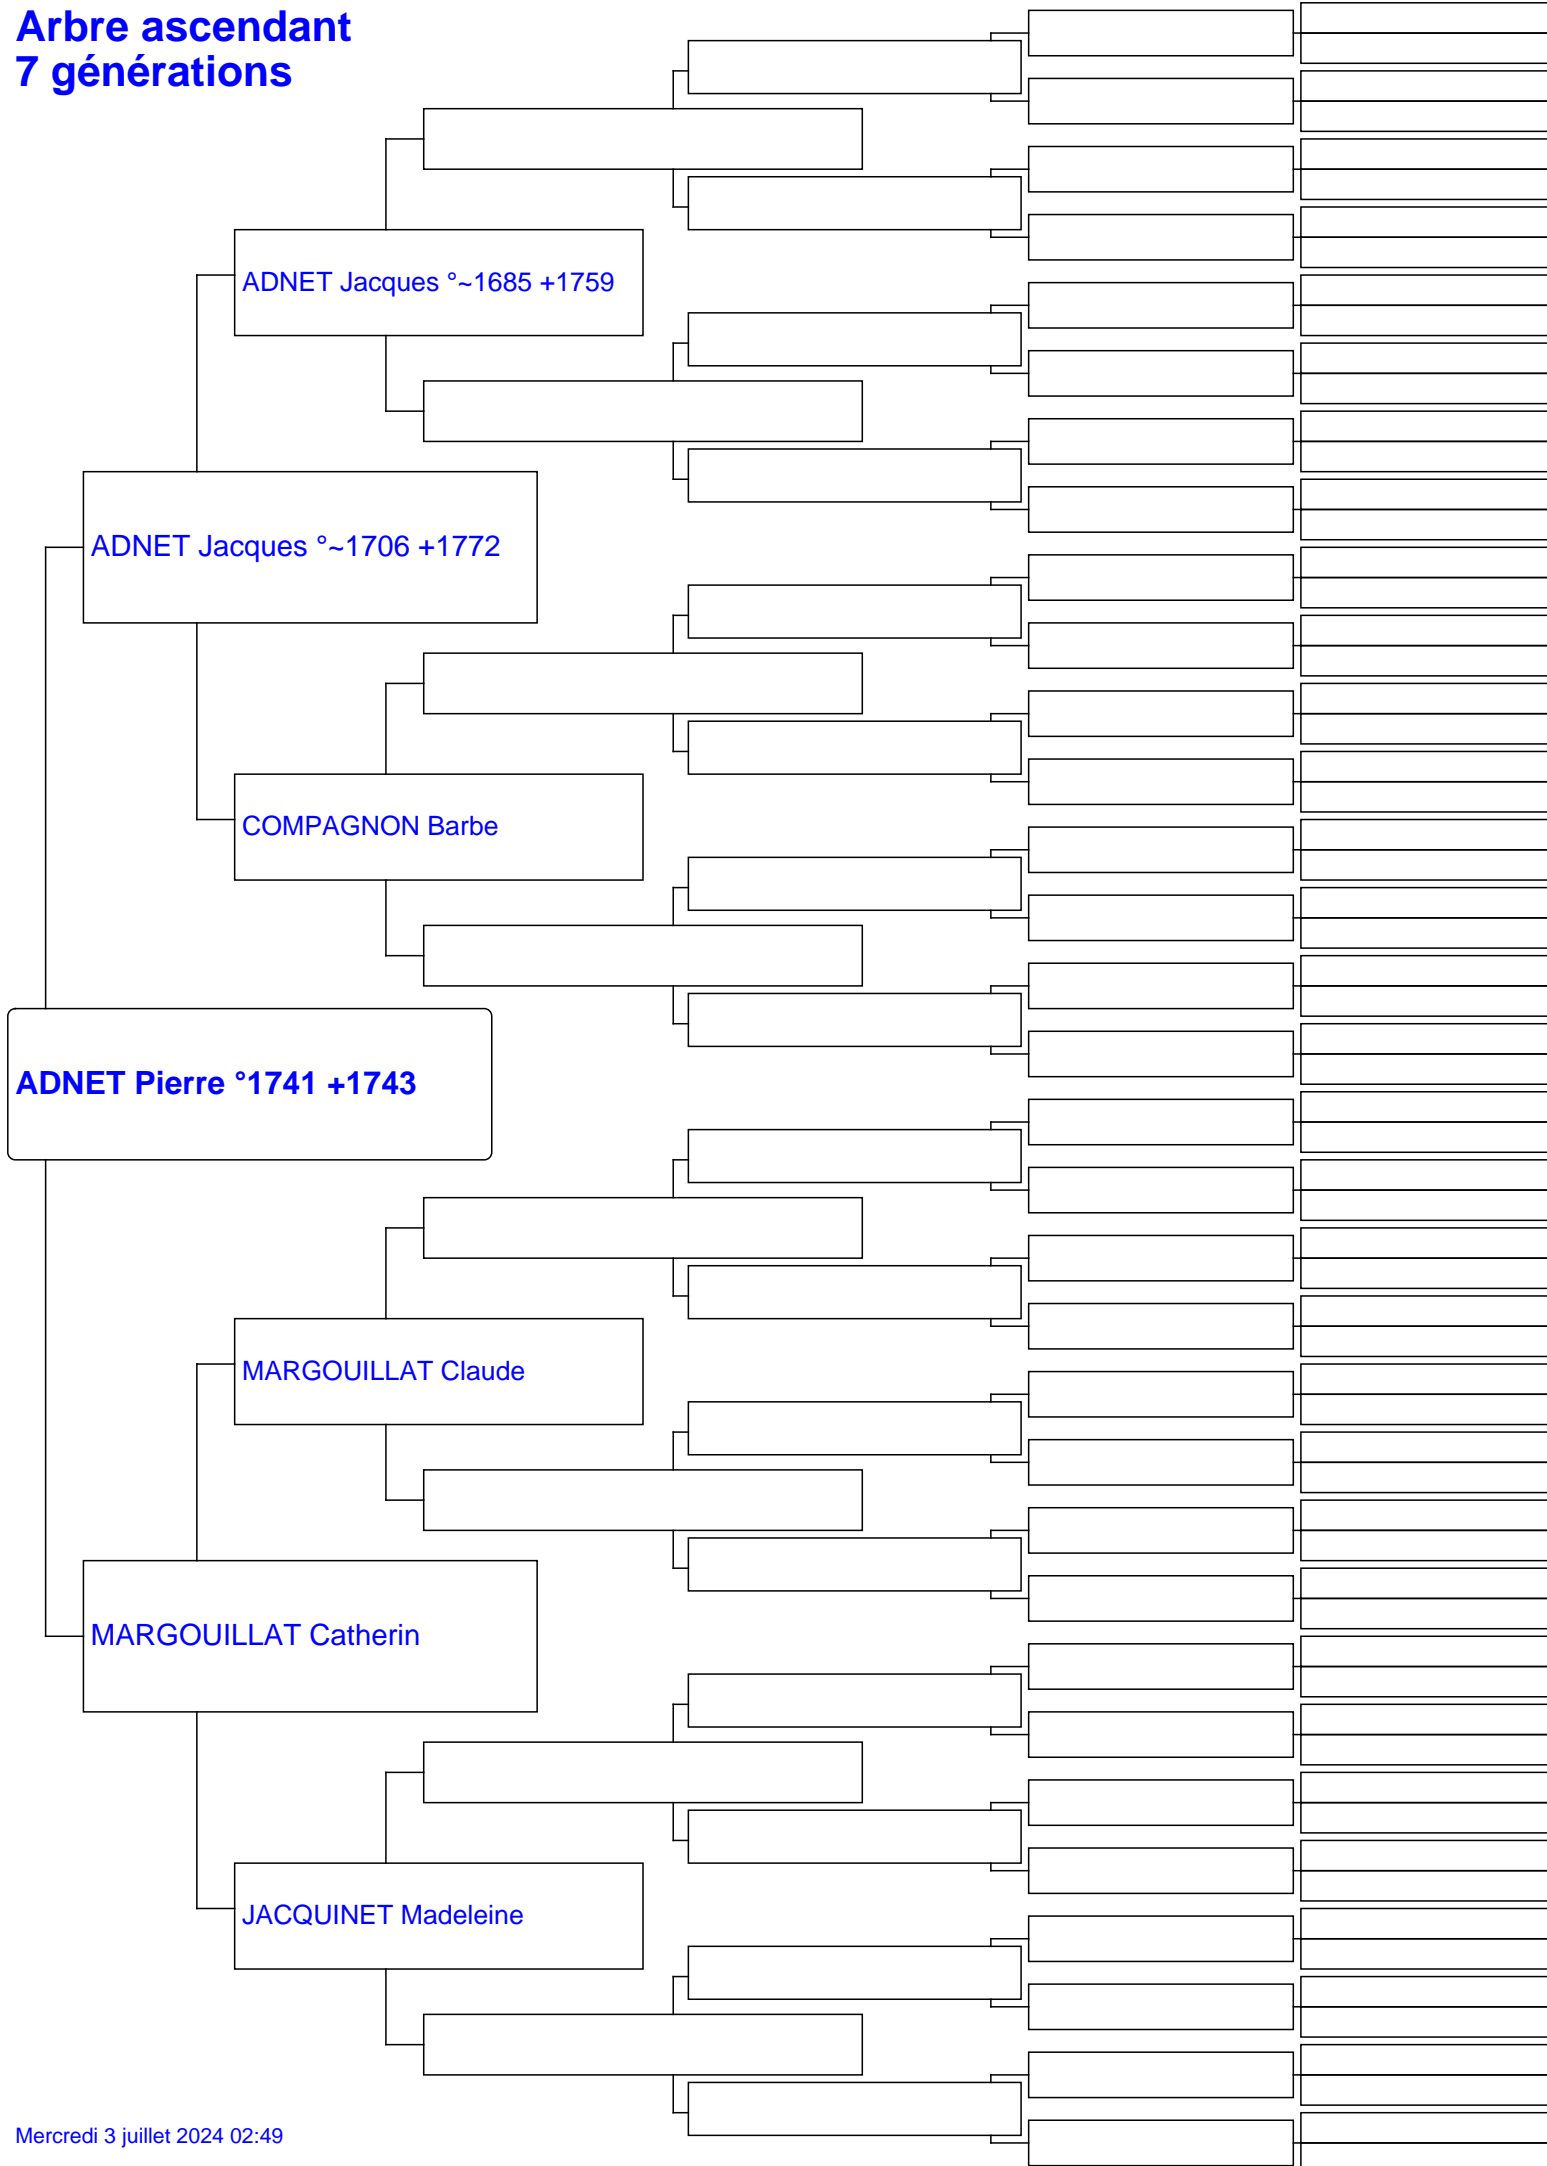 Arbre ascendant
7 générations
ADNET Jacques °~1685 +1759
ADNET Jacques °~1706 +1772
COMPAGNON Barbe
ADNET Pierre °1741 +1743
MARGOUILLAT Claude
MARGOUILLAT Catherin
JACQUINET Madeleine
Mercredi 3 juillet 2024 02:49